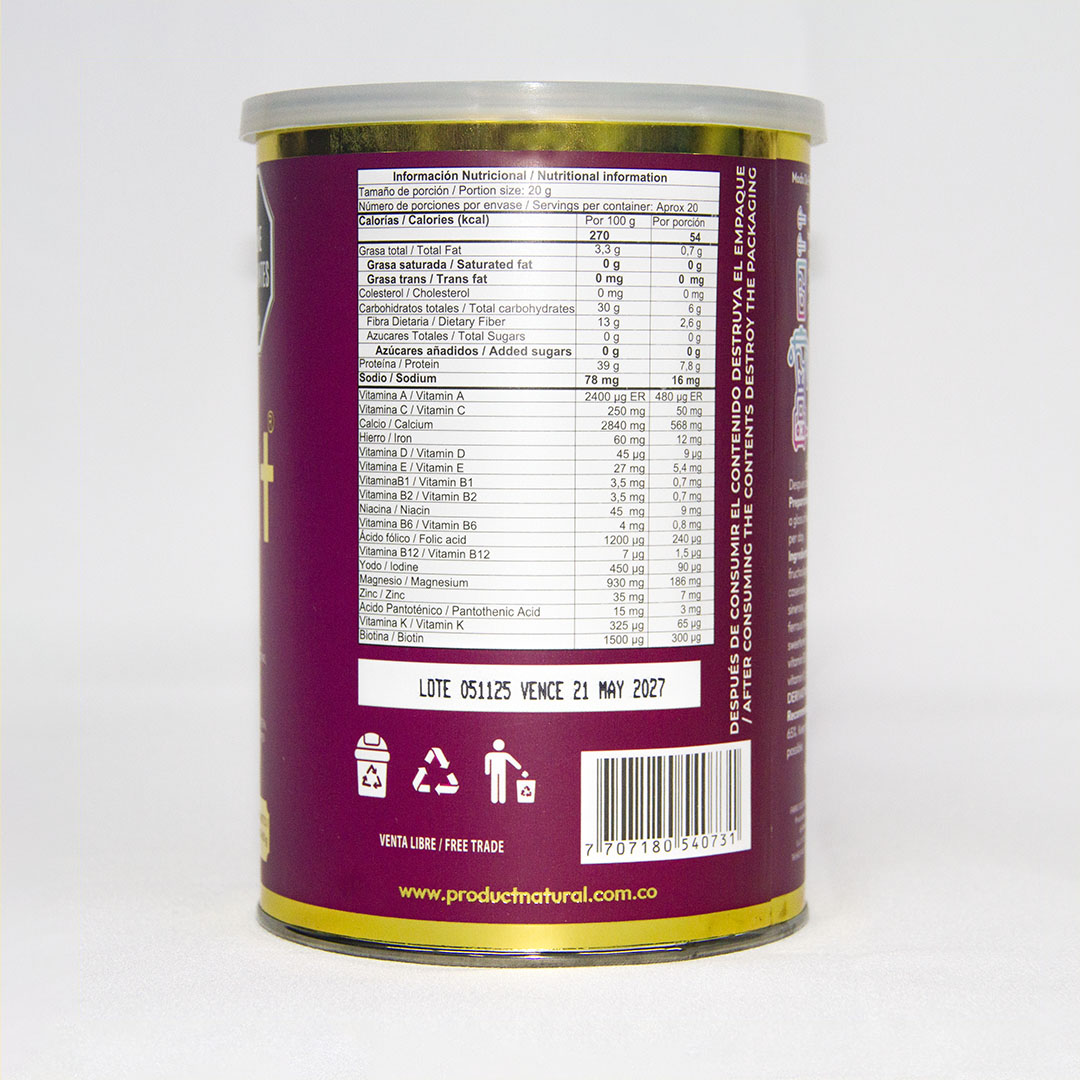 Información Nutricional / Nutritional information
Tamaño de porción / Portion size: 20 g
Número de porciones por envase / Servings per container: Aprox 20
Calorías / Calories (kcal) Por 100 g Por porción
270 54
Grasa total / Total Fat 3,3 g 0,7 g
Grasa saturada / Saturated fat 0 g 0 g
Grasa trans / Trans fat 0 mg 0 mg
Colesterol / Cholesterol 0 mg 0 mg
Carbohidratos totales / Total carbohydrates 30 g 6 g
Fibra Dietaria / Dietary Fiber 13 g 2,6 g
Azucares Totales / Total Sugars 0 g 0 g
Azúcares añadidos / Added sugars 0 g 0 g
Proteína / Protein 39 g 7,8 g
Sodio / Sodium 78 mg 16 mg
Vitamina A / Vitamin A 2400 µg ER 480 µg ER
Vitamina C / Vitamin C 250 mg 50 mg
Calcio / Calcium 2840 mg 568 mg
Hierro / Iron 60 mg 12 mg
Vitamina D / Vitamin D 45 µg 9 µg
Vitamina E / Vitamin E 27 mg 5,4 mg
VitaminaB1 / Vitamin B1 3,5 mg 0,7 mg
Vitamina B2 / Vitamin B2 3,5 mg 0,7 mg
Niacina / Niacin 45 mg 9 mg
Vitamina B6 / Vitamin B6 4 mg 0,8 mg
Ácido fólico / Folic acid 1200 µg 240 µg
Vitamina B12 / Vitamin B12 7 µg 1,5 µg
Yodo / Iodine 450 µg 90 µg
Magnesio / Magnesium 930 mg 186 mg
Zinc / Zinc 35 mg 7 mg
Acido Pantoténico / Pantothenic Acid 15 mg 3 mg
Vitamina K / Vitamin K 325 µg 65 µg
Biotina / Biotin 1500 µg 300 µg
LOTE 051125 VENCE 21 MAY 2027
DESPUÉS DE CONSUMIR EL CONTENIDO DESTRUYA EL EMPAQUE
/ AFTER CONSUMING THE CONTENTS DESTROY THE PACKAGING
VENTA LIBRE / FREE TRADE
7 707180 540731
www.productnatural.com.co